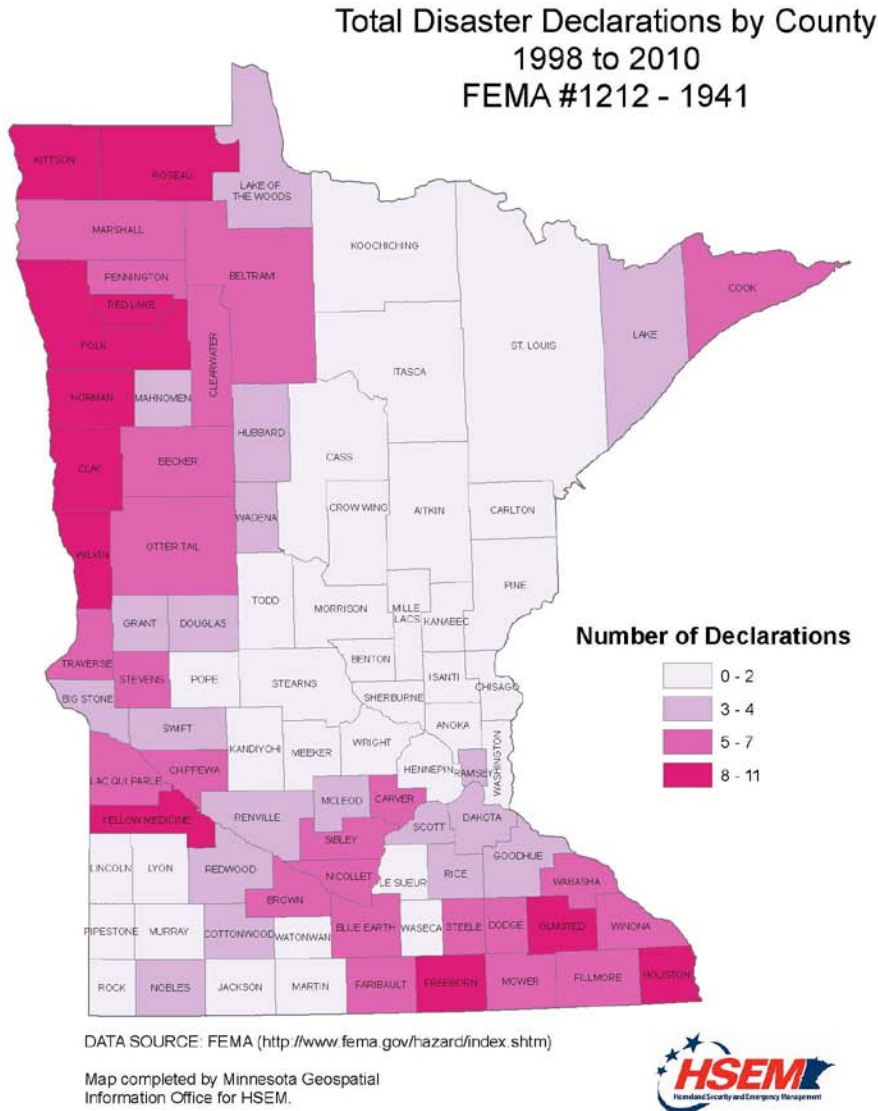 Total Disaster Declarations by County
1998 to 2010
FEMA #1212 - 1941
KITTSON
ROSEAU
LAKE OF
THE WOODS
MARSHALL
KOOCHICHING
PENNINGTON
BELTRAM
COOK
RED LAKE
LAKE
POLK
CLEARWATER
ST. LOUIS
ITASCA
NORMAN
MAHNOMEN
HUBBARD
CASS
CLAY
BECKER
CROW WING
AITKIN
CARLTON
WADENA
WILKIN
OTTER TAIL
PINE
TODD
MORRISON
MILLE
LACS
KANABEC
GRANT
DOUGLAS
BENTON
TRAVERSE
STEVENS
POPE
STEARNS
ISANTI
CHISAGO
BIG STONE
SHERBURNE
SWIFT
KANDIYOHI
MEEKER
WRIGHT
ANOKA
WASHINGTON
HENNEPIN
RAMSEY
LAC QUI PARLE
CHIPPEWA
MCLEOD
CARVER
YELLOW MEDICINE
RENVILLE
SCOTT
DAKOTA
SIBLEY
LINCOLN
LYON
REDWOOD
NICOLLET
LE SUEUR
RICE
GOODHUE
WABASHA
BROWN
PIPESTONE
MURRAY
COTTONWOOD
WATONWAN
BLUE EARTH
WASECA
STEELE
DODGE
OLMSTED
WINONA
ROCK
NOBLES
JACKSON
MARTIN
FARIBAULT
FREEBORN
MOWER
FILLMORE
HOUSTON
Number of Declarations
0 - 2
3 - 4
5 - 7
8 - 11
DATA SOURCE: FEMA (http://www.fema.gov/hazard/index.shtm)
Map completed by Minnesota Geospatial
Information Office for HSEM.
HSEM
Homeland Security and Emergency Management